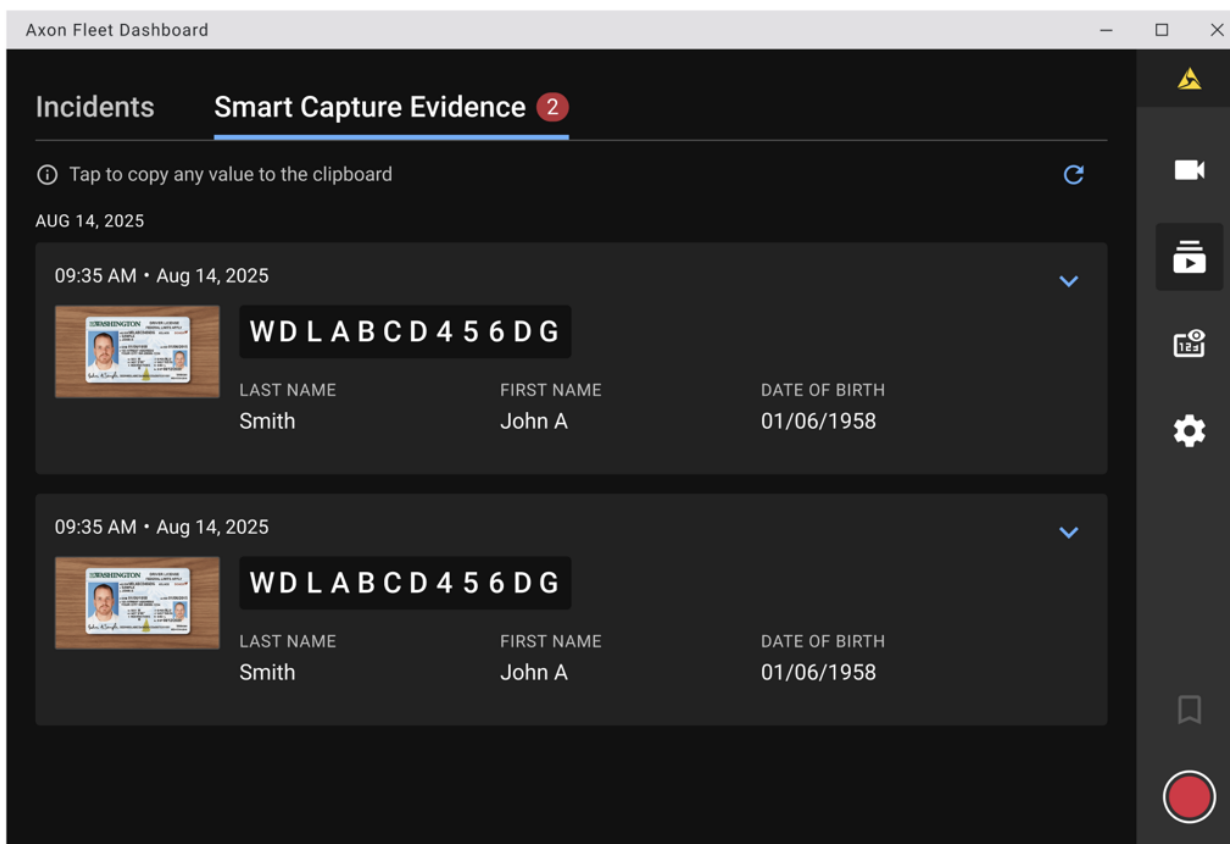 Axon Fleet Dashboard
Incidents
Smart Capture Evidence 2
Tap to copy any value to the clipboard
AUG 14, 2025
09:35 AM • Aug 14, 2025
WASHINGTON
WDLABCD456DG
LAST NAME FIRST NAME DATE OF BIRTH
Smith John A 01/06/1958
09:35 AM • Aug 14, 2025
WASHINGTON
WDLABCD456DG
LAST NAME FIRST NAME DATE OF BIRTH
Smith John A 01/06/1958